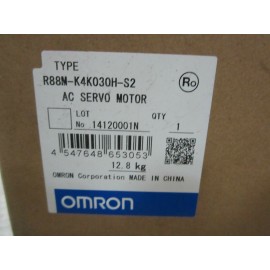 TYPE
R88M-K4K030H-S2
Ro
AC SERVO MOTOR
LOT
No 14120001N
QTY
1
4 547648 653053
12.8 kg
OMRON Corporation MADE IN CHINA
OMRON